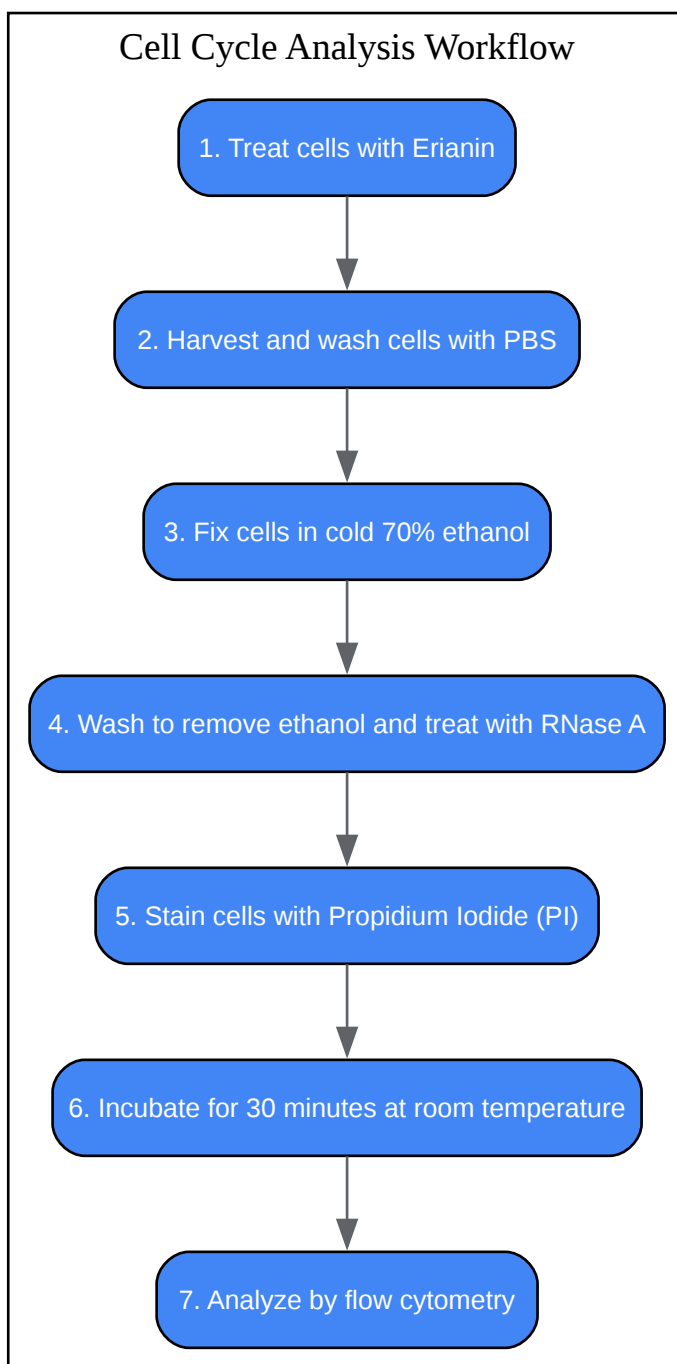 Cell Cycle Analysis Workflow
1. Treat cells with Erianin
2. Harvest and wash cells with PBS
3. Fix cells in cold 70% ethanol
4. Wash to remove ethanol and treat with RNase A
5. Stain cells with Propidium Iodide (PI)
6. Incubate for 30 minutes at room temperature
7. Analyze by flow cytometry